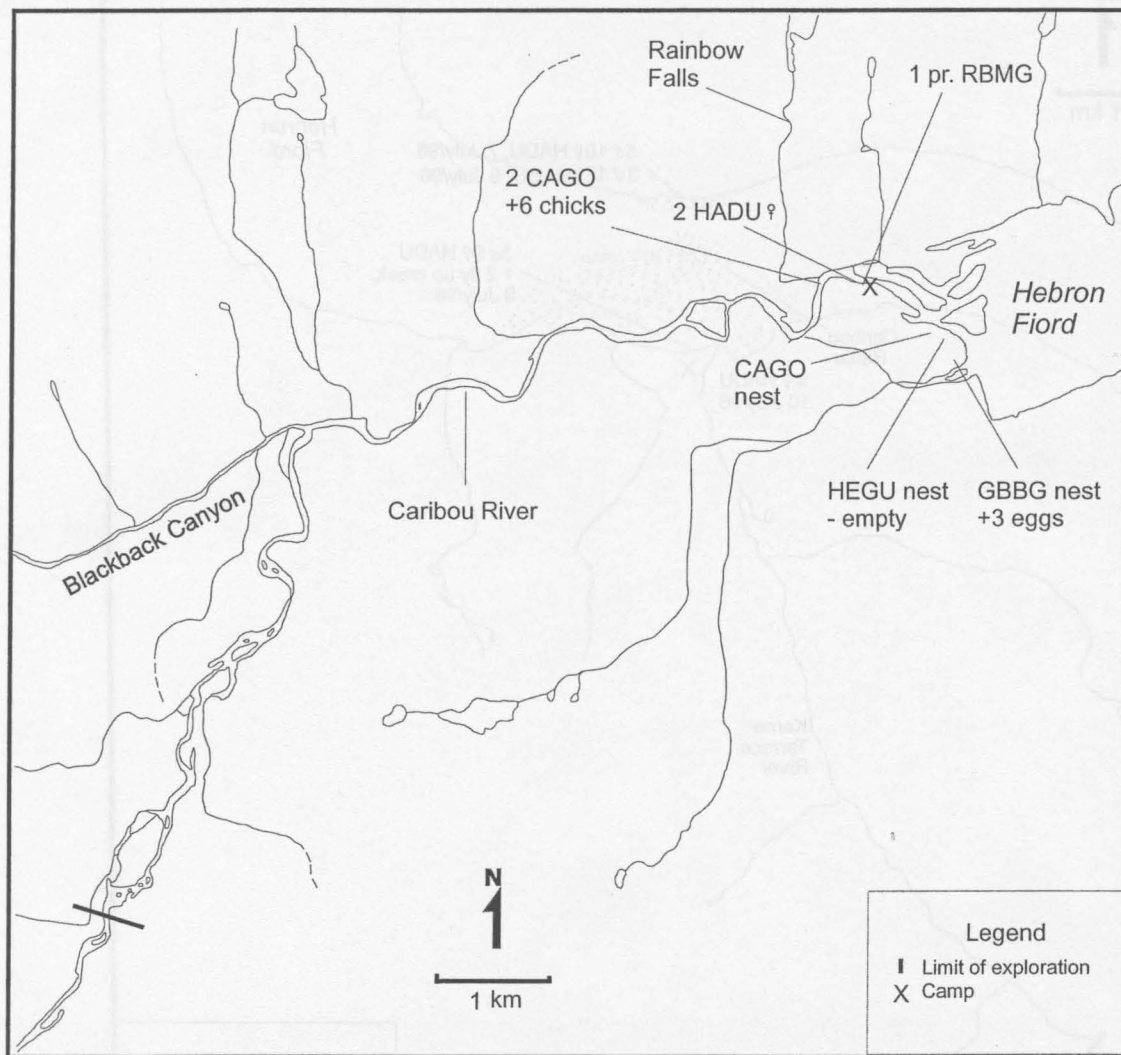 Rainbow
Falls
1 pr. RBMG
2 CAGO
+6 chicks
2 HADU ♀
Hebron
Fiord
CAGO
nest
HEGU nest
- empty
GBBG nest
+3 eggs
Caribou River
Blackback Canyon
N
1 km
Legend
Limit of exploration
X Camp